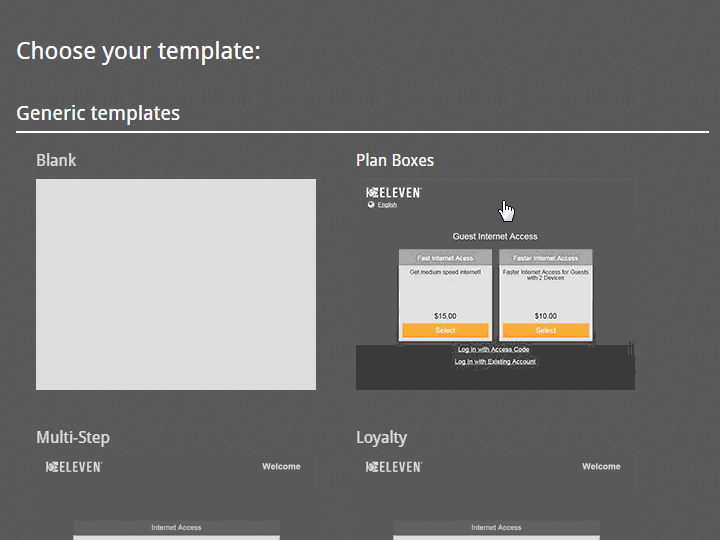 Choose your template:
Generic templates
Blank
Plan Boxes
ELEVEN
English
Guest Internet Access
Fast Internet Acess
Faster Internet Access
Get medium speed internet!
Faster Internet Access for Guests
with 2 Devices
$15.00
$10.00
Select
Select
Log In with Access Code
Log In with Existing Account
Multi-Step
Loyalty
ELEVEN
Welcome
ELEVEN
Welcome
Internet Access
Internet Access